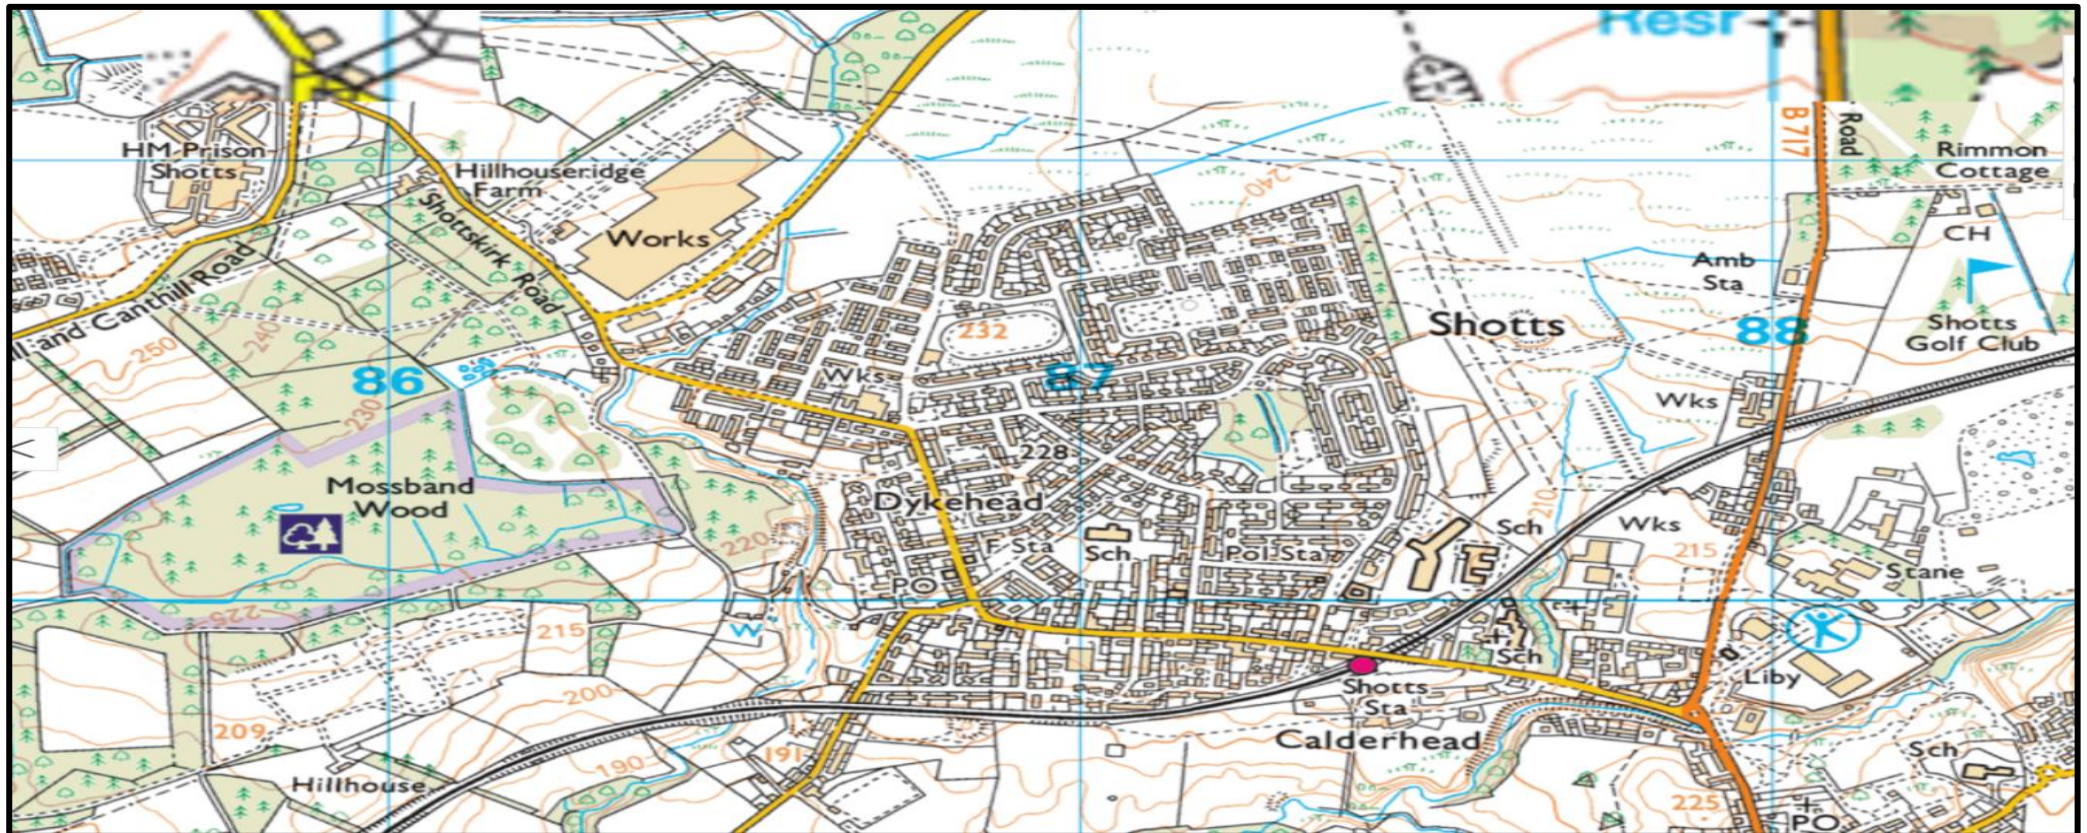 Resr
B 717
Road
HM Prison
Shotts
Hillhouseridge
Farm
Rimmon
Cottage
Shottskirk Road
Works
240
CH
Amb
Sta
ll and Canthill Road
250
240
232
Shotts
88
Shotts
Golf Club
86
Wks
87
230
Wks
228
Mossband
Wood
Dykehead
210
Sch
Wks
220
F Sta
Sch
Pol Sta
215
Stane
PO
225
215
W
Sch
Liby
Shotts
Sta
200
209
Calderhead
191
190
Sch
Hillhouse
225
PO